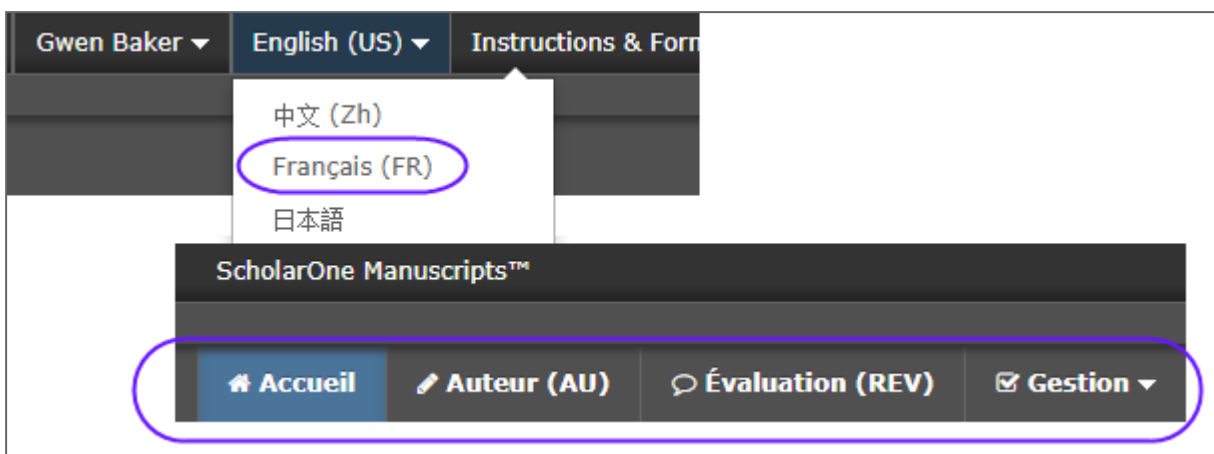 Gwen Baker English (US) Instructions &
中文 (Zh)
Français (FR)
日本語
ScholarOne Manuscripts™
Accueil Auteur (AU) Évaluation (REV) Gestion